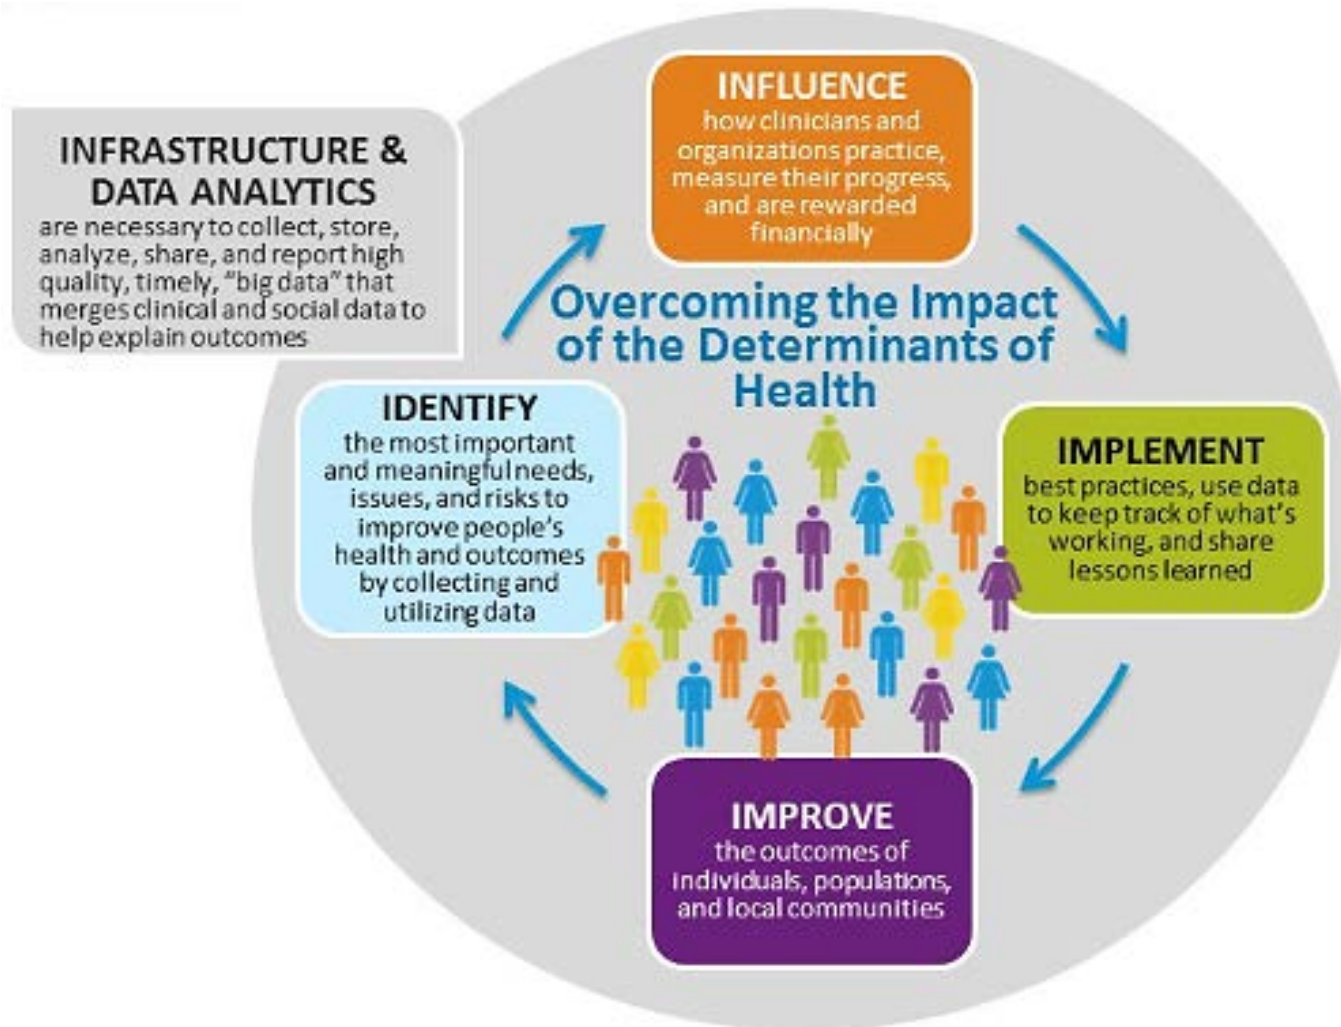 INFLUENCE
how clinicians and
organizations practice,
measure their progress,
and are rewarded
financially
INFRASTRUCTURE &
DATA ANALYTICS
are necessary to collect, store,
analyze, share, and report high
quality, timely, “big data” that
merges clinical and social data to
help explain outcomes
Overcoming the Impact
of the Determinants of
Health
IDENTIFY
the most important
and meaningful needs,
issues, and risks to
improve people’s
health and outcomes
by collecting and
utilizing data
IMPLEMENT
best practices, use data
to keep track of what’s
working, and share
lessons learned
IMPROVE
the outcomes of
individuals, populations,
and local communities